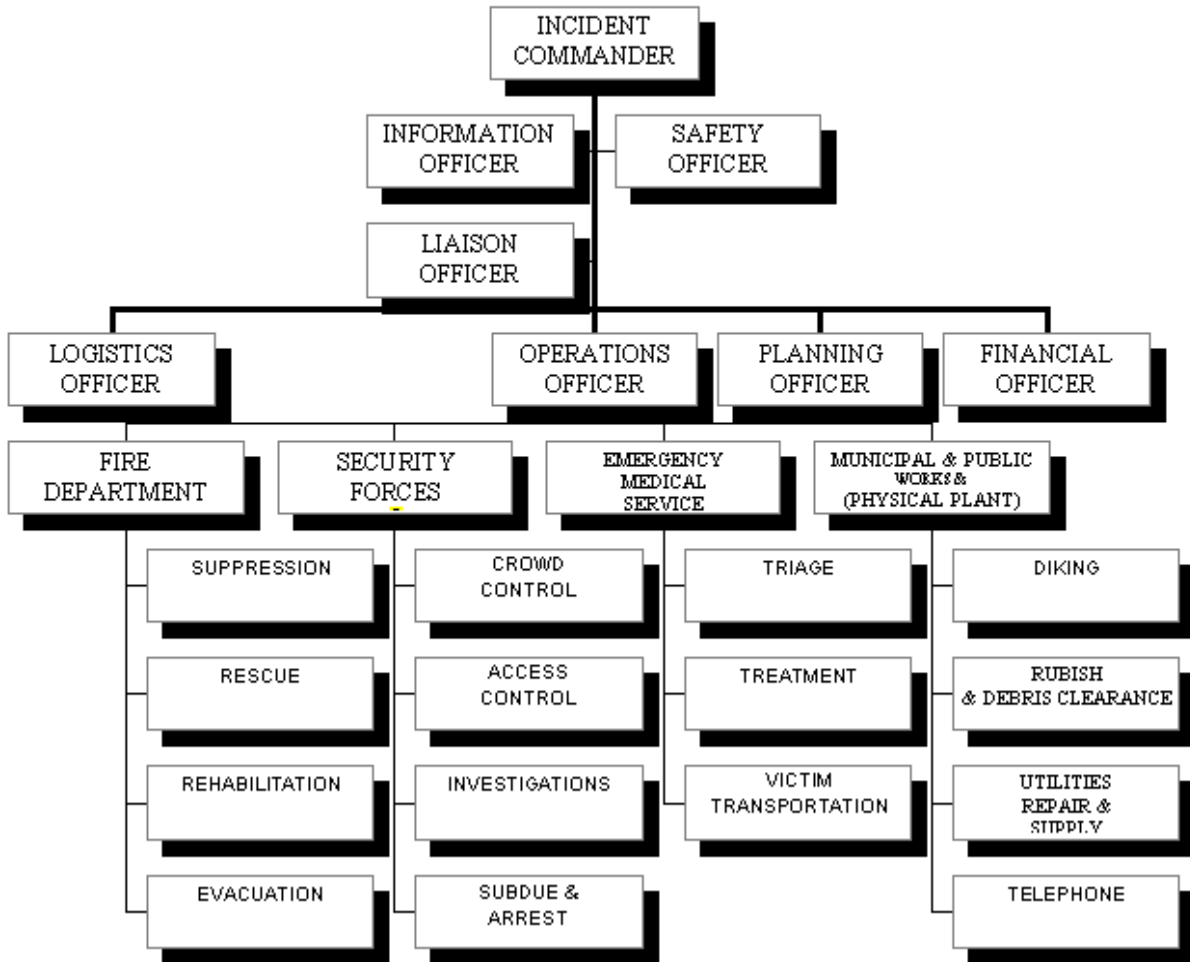 INCIDENT
COMMANDER
INFORMATION
OFFICER
SAFETY
OFFICER
LIAISON
OFFICER
LOGISTICS
OFFICER
OPERATIONS
OFFICER
PLANNING
OFFICER
FINANCIAL
OFFICER
FIRE
DEPARTMENT
SECURITY
FORCES
EMERGENCY
MEDICAL
SERVICE
MUNICIPAL & PUBLIC
WORKS&
(PHYSICAL PLANT)
SUPPRESSION
CROWD
CONTROL
TRIAGE
DIKING
RESCUE
ACCESS
CONTROL
TREATMENT
RUBISH
& DEBRIS CLEARANCE
REHABILITATION
INVESTIGATIONS
VICTIM
TRANSPORTATION
UTILITIES
REPAIR &
SUPPLY
EVACUATION
SUBDUE &
ARREST
TELEPHONE